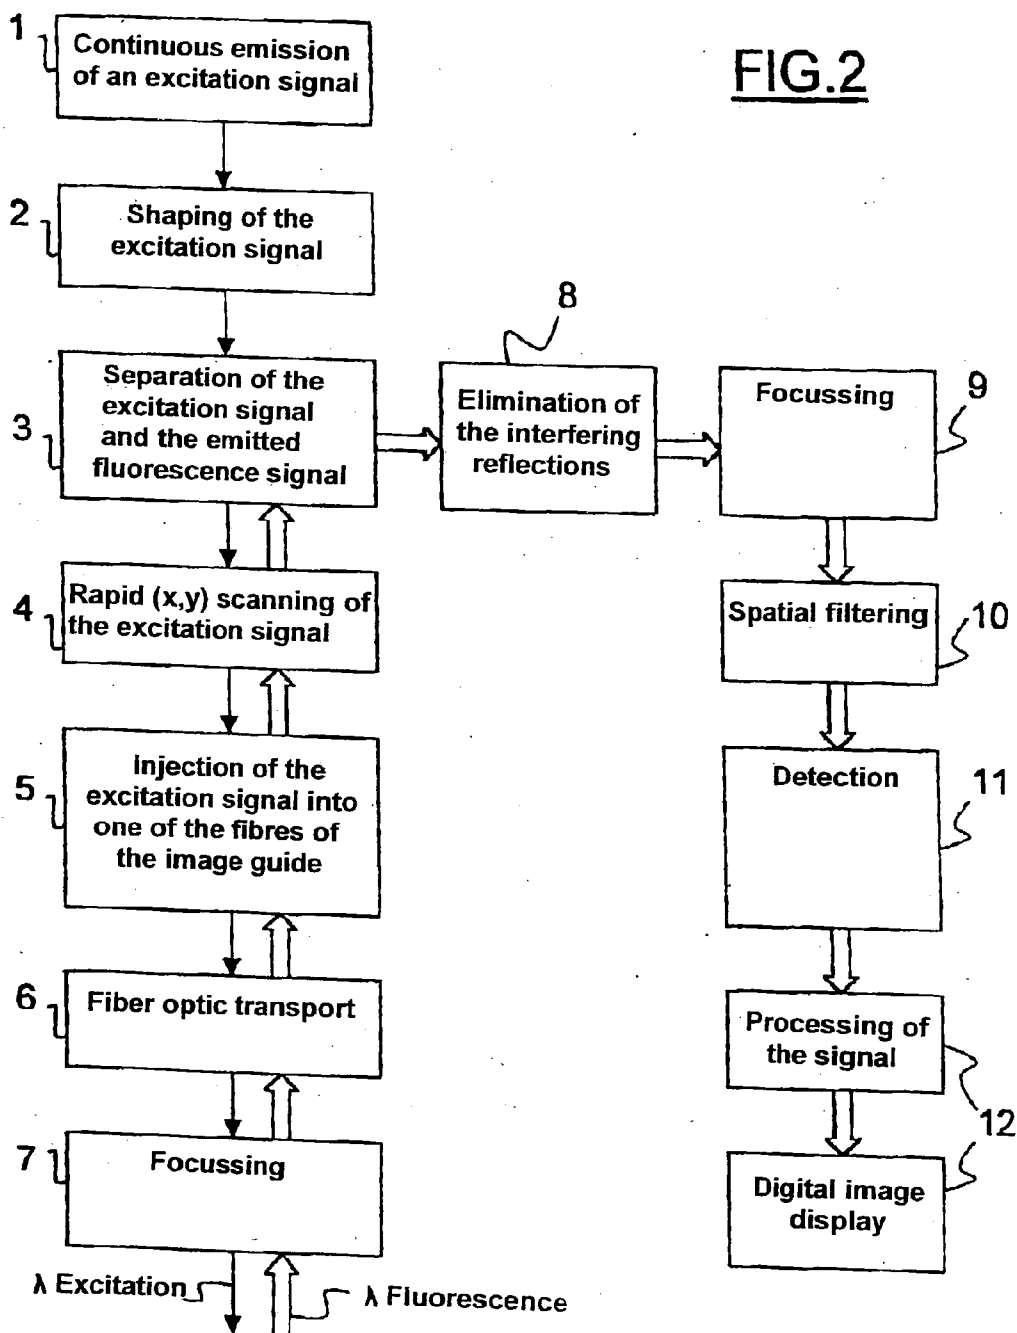 FIG.2
1
Continuous emission
of an excitation signal
2
Shaping of the
excitation signal
3
Separation of the
excitation signal
and the emitted
fluorescence signal
8
Elimination of
the interfering
reflections
Focussing
9
4
Rapid (x,y) scanning of
the excitation signal
Spatial filtering
10
5
Injection of the
excitation signal into
one of the fibres of
the image guide
Detection
11
6
Fiber optic transport
Processing of
the signal
12
7
Focussing
Digital image
display
λ Excitation
λ Fluorescence